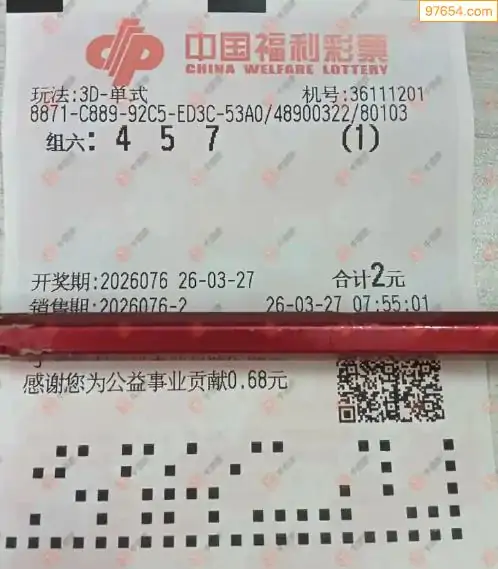 97654.com
中国福利彩票
CHINA WELFARE LOTTERY
玩法:3D-单式 机号:36111201
8871-C889-92C5-ED3C-53A0/48900322/80103
组六: 4 5 7 (1)
开奖期:2026076 26-03-27 合计2元
销售期:2026076-2 26-03-27 07:55:01
感谢您为公益事业贡献0.68元